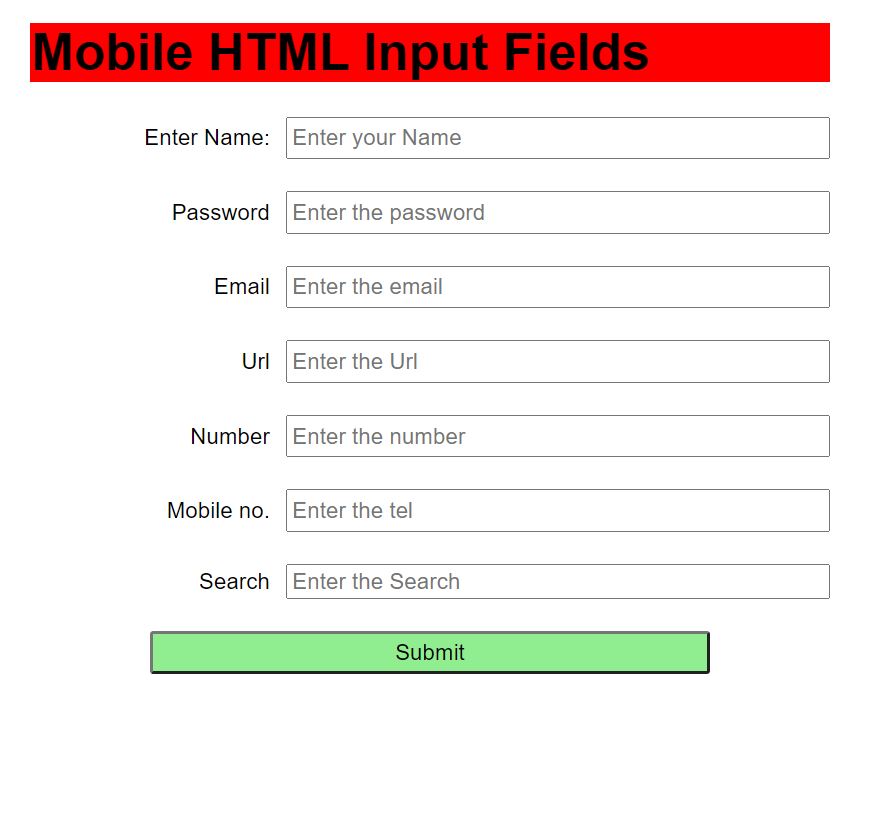 Mobile HTML Input Fields
Enter Name: Enter your Name
Password Enter the password
Email Enter the email
Url Enter the Url
Number Enter the number
Mobile no. Enter the tel
Search Enter the Search
Submit